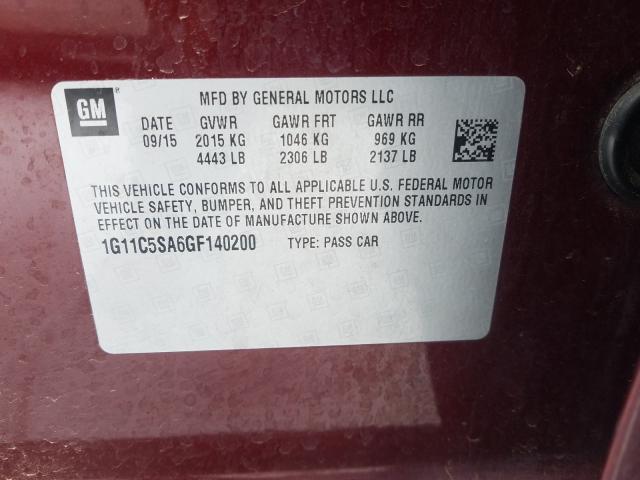 GM
MFD BY GENERAL MOTORS LLC
DATE GVWR GAWR FRT GAWR RR
09/15 2015 KG 1046 KG 969 KG
4443 LB 2306 LB 2137 LB
THIS VEHICLE CONFORMS TO ALL APPLICABLE U.S. FEDERAL MOTOR
VEHICLE SAFETY, BUMPER, AND THEFT PREVENTION STANDARDS IN
EFFECT ON THE DATE OF MANUFACTURE SHOWN ABOVE.
1G11C5SA6GF140200 TYPE: PASS CAR